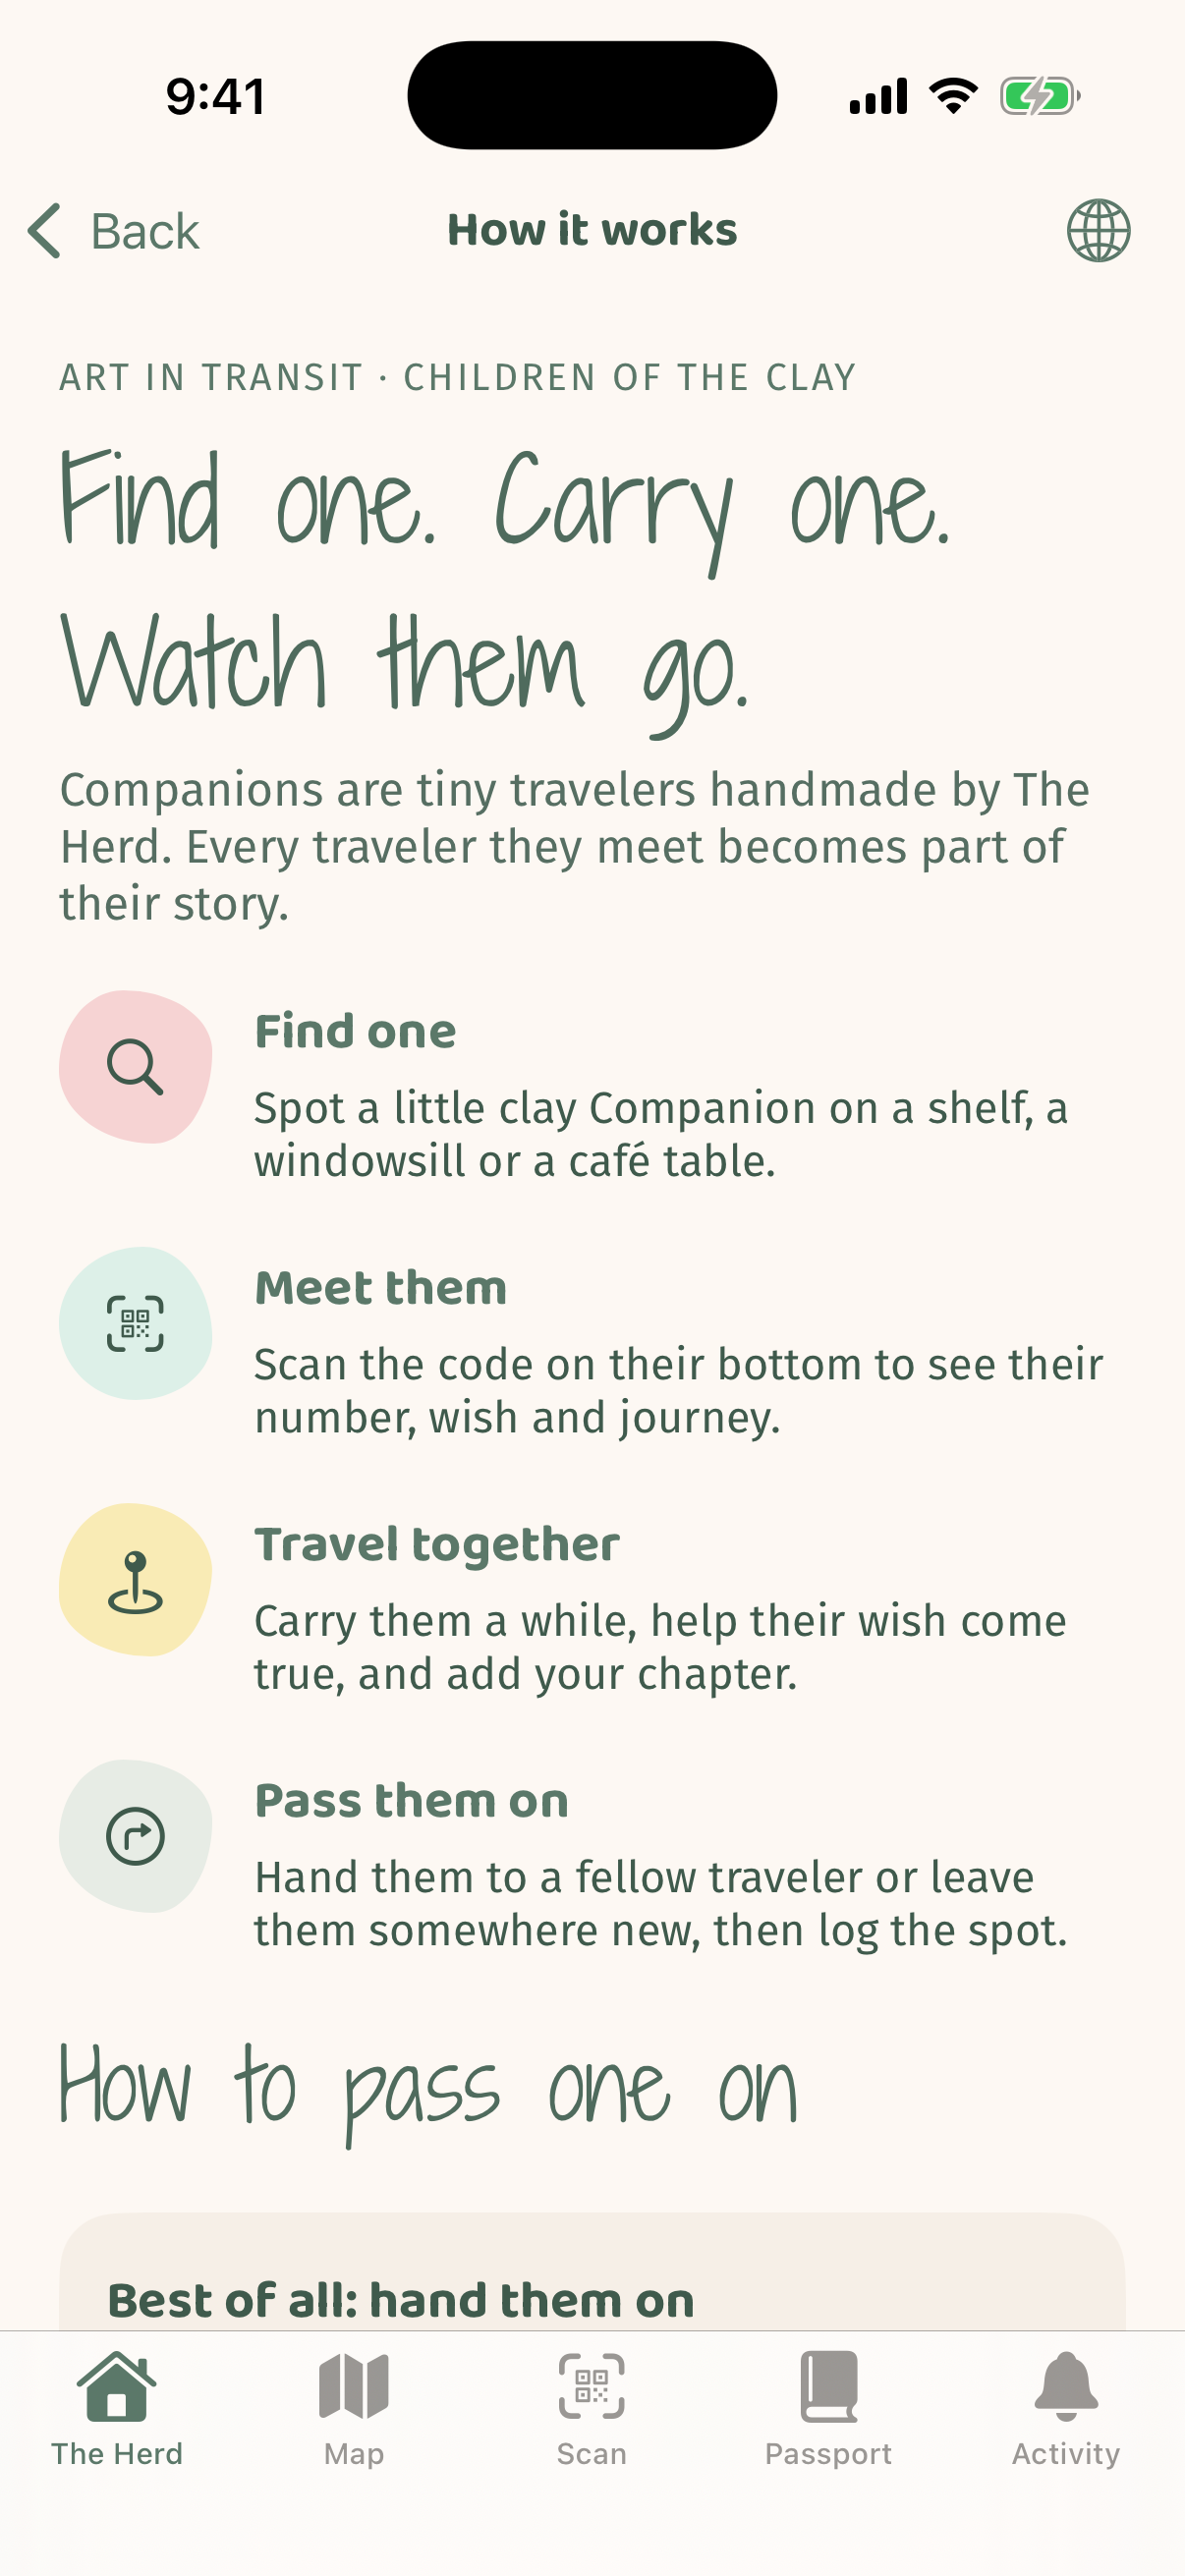 9:41
Back
How it works
ART IN TRANSIT · CHILDREN OF THE CLAY
Find one. Carry one.
Watch them go.
Companions are tiny travelers handmade by The
Herd. Every traveler they meet becomes part of
their story.
Find one
Spot a little clay Companion on a shelf, a
windowsill or a café table.
Meet them
Scan the code on their bottom to see their
number, wish and journey.
Travel together
Carry them a while, help their wish come
true, and add your chapter.
Pass them on
Hand them to a fellow traveler or leave
them somewhere new, then log the spot.
How to pass one on
Best of all: hand them on
The Herd
Map
Scan
Passport
Activity